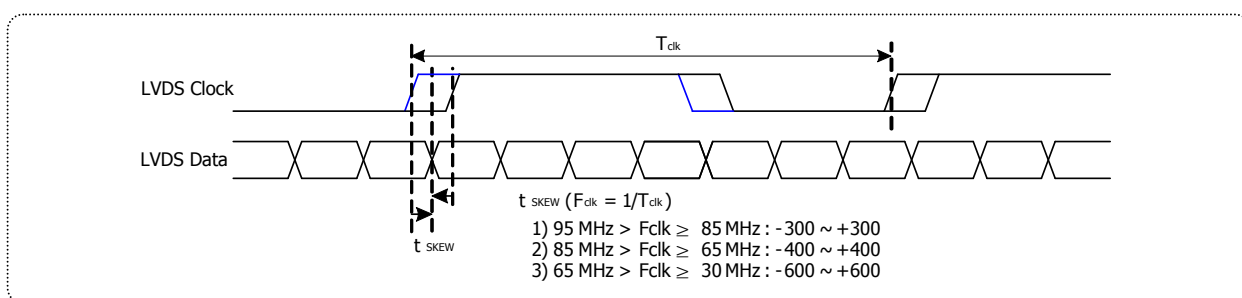 Tclk
LVDS Clock
LVDS Data
t SKEW (Fclk = 1/Tclk)
1) 95 MHz > Fclk ≥ 85 MHz : -300 ~ +300
2) 85 MHz > Fclk ≥ 65 MHz : -400 ~ +400
3) 65 MHz > Fclk ≥ 30 MHz : -600 ~ +600
t SKEW